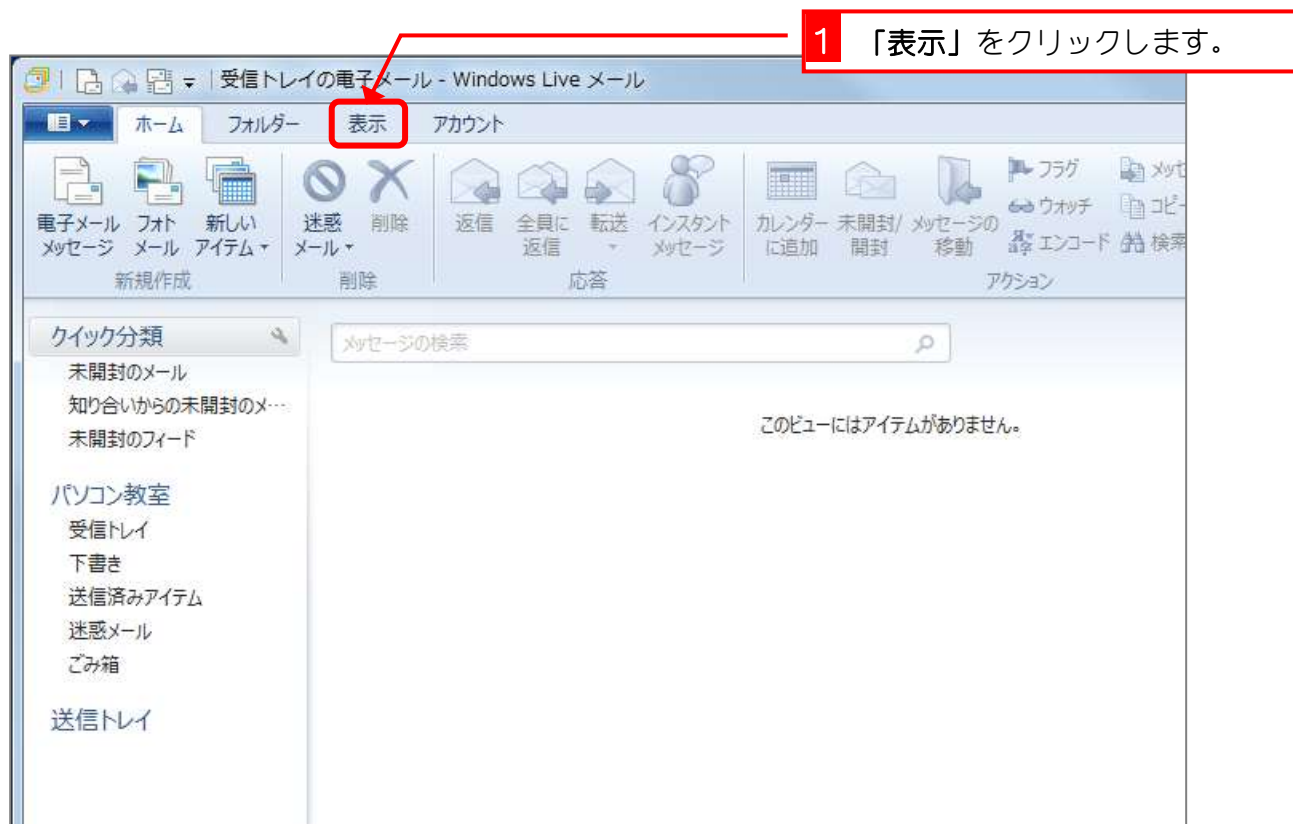 1 「表示」をクリックします。
受信トレイの電子メール - Windows Live メール
ホーム フォルダー 表示 アカウント
電子メール メッセージ
フォト メール
新しい アイテム
迷惑 メール
削除
返信
全員に 返信
転送
インスタント メッセージ
カレンダー に追加
未開封/ 開封
メッセージの 移動
フラグ
ウォッチ
エンコード
メッセ
コピー
検索
新規作成 削除 応答 アクション
クイック分類
メッセージの検索
未開封のメール
知り合いからの未開封のメ…
未開封のフィード
このビューにはアイテムがありません。
パソコン教室
受信トレイ
下書き
送信済みアイテム
迷惑メール
ごみ箱
送信トレイ